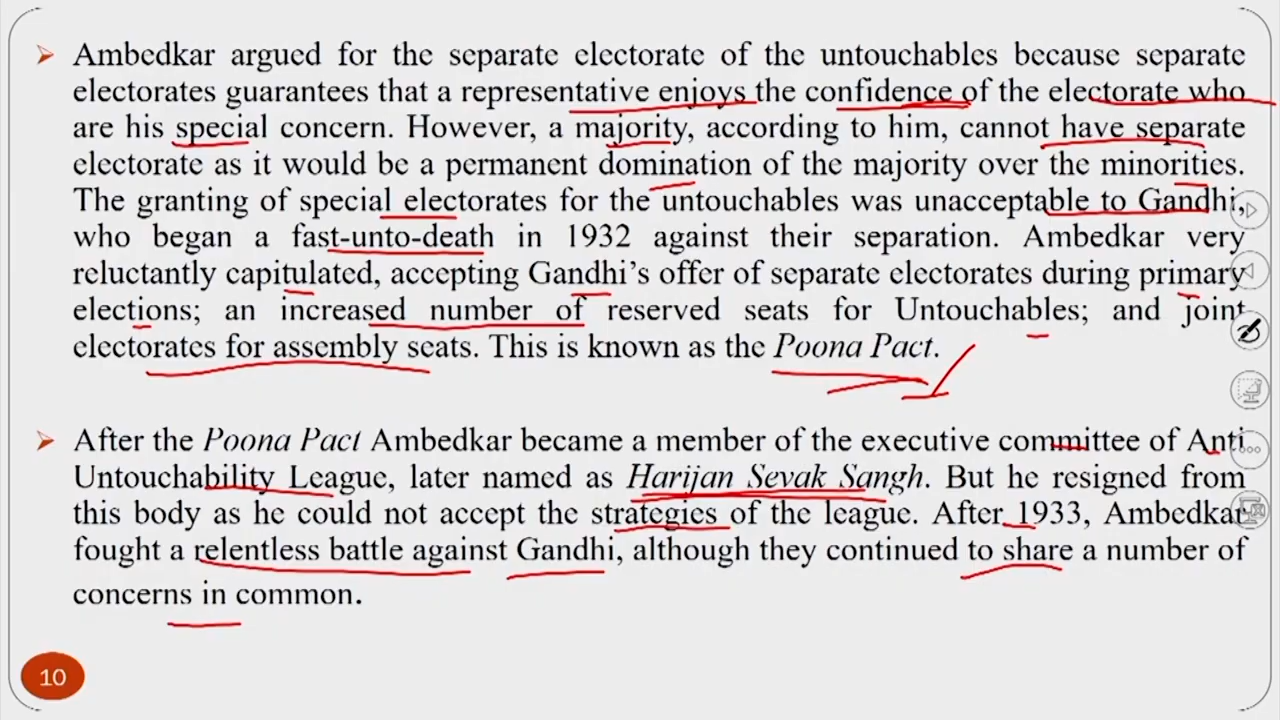 Ambedkar argued for the separate electorate of the untouchables because separate
electorates guarantees that a representative enjoys the confidence of the electorate who
are his special concern. However, a majority, according to him, cannot have separate
electorate as it would be a permanent domination of the majority over the minorities.
The granting of special electorates for the untouchables was unacceptable to Gandhi,
who began a fast-unto-death in 1932 against their separation. Ambedkar very
reluctantly capitulated, accepting Gandhi's offer of separate electorates during primary
elections; an increased number of reserved seats for Untouchables; and joint
electorates for assembly seats. This is known as the Poona Pact.
After the Poona Pact Ambedkar became a member of the executive committee of Anti
Untouchability League, later named as Harijan Sevak Sangh. But he resigned from
this body as he could not accept the strategies of the league. After 1933, Ambedkar
fought a relentless battle against Gandhi, although they continued to share a number of
concerns in common.
10